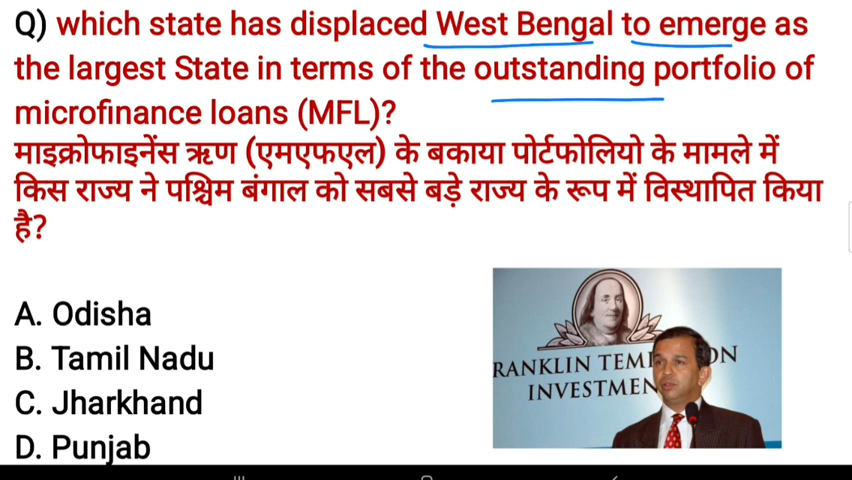 Q) which state has displaced West Bengal to emerge as
the largest State in terms of the outstanding portfolio of
microfinance loans (MFL)?
माइक्रोफाइनेंस ऋण (एमएफएल) के बकाया पोर्टफोलियो के मामले में
किस राज्य ने पश्चिम बंगाल को सबसे बड़े राज्य के रूप में विस्थापित किया
है?
A. Odisha
B. Tamil Nadu
C. Jharkhand
D. Punjab
RANKLIN TEM ON
INVESTMEN